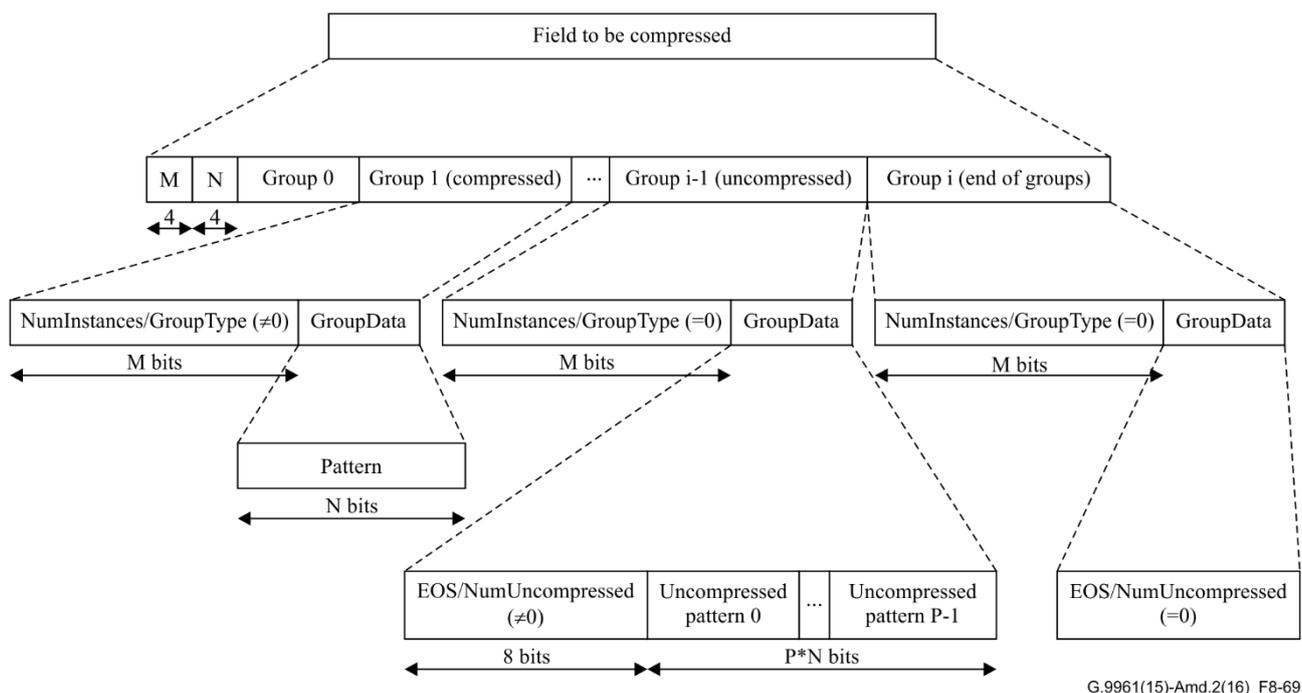 Field to be compressed
M
N
Group 0
Group 1 (compressed)
...
Group i-1 (uncompressed)
Group i (end of groups)
4
4
NumInstances/GroupType (≠0)
GroupData
NumInstances/GroupType (=0)
GroupData
NumInstances/GroupType (=0)
GroupData
M bits
M bits
M bits
Pattern
N bits
EOS/NumUncompressed
(≠0)
Uncompressed
pattern 0
...
Uncompressed
pattern P-1
EOS/NumUncompressed
(=0)
8 bits
P*N bits
G.9961(15)-Amd.2(16)_F8-69